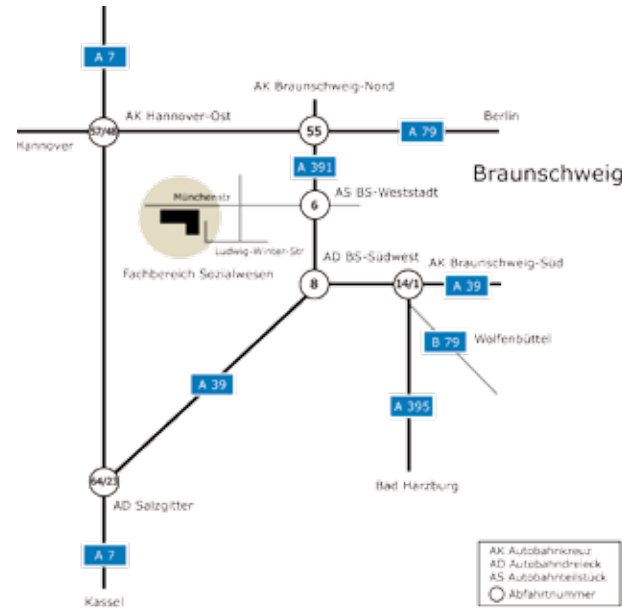 A 7
AK Braunschweig-Nord
AK Hannover-Ost
Berlin
57/48
55
A 79
Hannover
A 391
Braunschweig
AS BS-Weststadt
Münchenstr
6
Ludwig-Winter-Str
AD BS-Südwest
AK Braunschweig-Süd
Fachbereich Sozialwesen
8
14/1
A 39
B 79
Wolfenbüttel
A 39
A 395
64/23
Bad Harzburg
AD Salzgitter
A 7
Kassel
AK Autobahnkreuz
AD Autobahndreieck
AS Autobahnteilstück
Abfahrtnummer